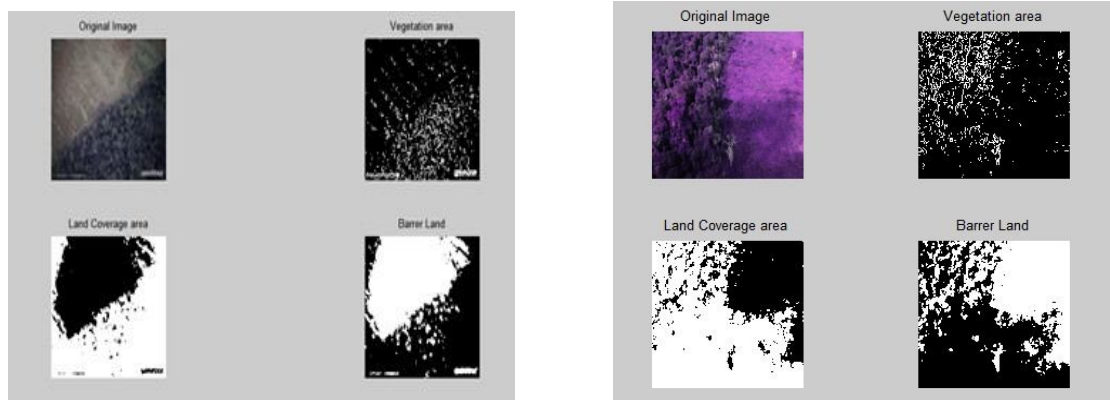 Original Image
Vegetation area
Land Coverage area
Barrer Land
Original Image
Vegetation area
Land Coverage area
Barrer Land